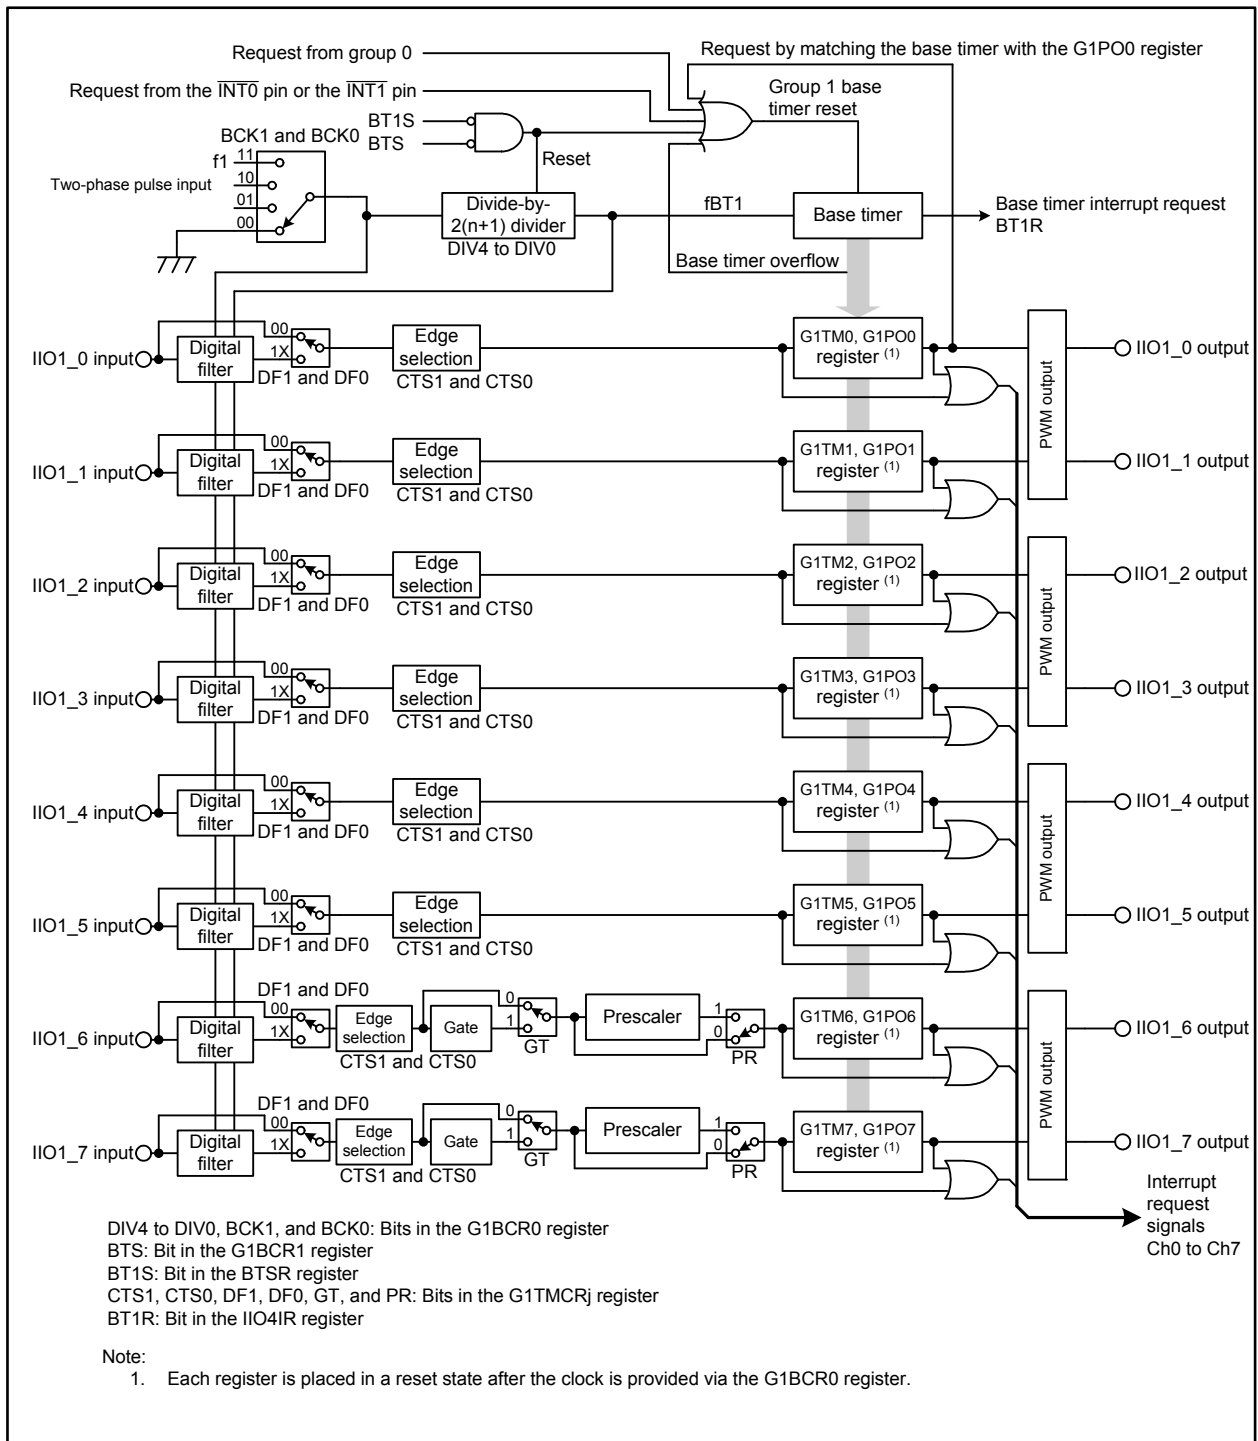 Request from group 0
Request by matching the base timer with the G1PO0 register
Request from the INT0 pin or the INT1 pin
Group 1 base
timer reset
BT1S
BTS
BCK1 and BCK0
f1
11
Two-phase pulse input
10
01
00
Reset
Divide-by-
2(n+1) divider
DIV4 to DIV0
fBT1
Base timer
Base timer interrupt request
BT1R
Base timer overflow
IIO1_0 input
Digital
filter
00
1X
DF1 and DF0
Edge
selection
CTS1 and CTS0
G1TM0, G1PO0
register (1)
PWM output
IIO1_0 output
IIO1_1 input
Digital
filter
00
1X
DF1 and DF0
Edge
selection
CTS1 and CTS0
G1TM1, G1PO1
register (1)
IIO1_1 output
IIO1_2 input
Digital
filter
00
1X
DF1 and DF0
Edge
selection
CTS1 and CTS0
G1TM2, G1PO2
register (1)
PWM output
IIO1_2 output
IIO1_3 input
Digital
filter
00
1X
DF1 and DF0
Edge
selection
CTS1 and CTS0
G1TM3, G1PO3
register (1)
IIO1_3 output
IIO1_4 input
Digital
filter
00
1X
DF1 and DF0
Edge
selection
CTS1 and CTS0
G1TM4, G1PO4
register (1)
PWM output
IIO1_4 output
IIO1_5 input
Digital
filter
00
1X
DF1 and DF0
Edge
selection
CTS1 and CTS0
G1TM5, G1PO5
register (1)
IIO1_5 output
IIO1_6 input
Digital
filter
DF1 and DF0
00
1X
Edge
selection
CTS1 and CTS0
Gate
0
1
GT
Prescaler
1
0
PR
G1TM6, G1PO6
register (1)
PWM output
IIO1_6 output
IIO1_7 input
Digital
filter
DF1 and DF0
00
1X
Edge
selection
CTS1 and CTS0
Gate
0
1
GT
Prescaler
1
0
PR
G1TM7, G1PO7
register (1)
IIO1_7 output
Interrupt
request
signals
Ch0 to Ch7
DIV4 to DIV0, BCK1, and BCK0: Bits in the G1BCR0 register
BTS: Bit in the G1BCR1 register
BT1S: Bit in the BTSR register
CTS1, CTS0, DF1, DF0, GT, and PR: Bits in the G1TMCRj register
BT1R: Bit in the IIO4IR register
Note:
1. Each register is placed in a reset state after the clock is provided via the G1BCR0 register.